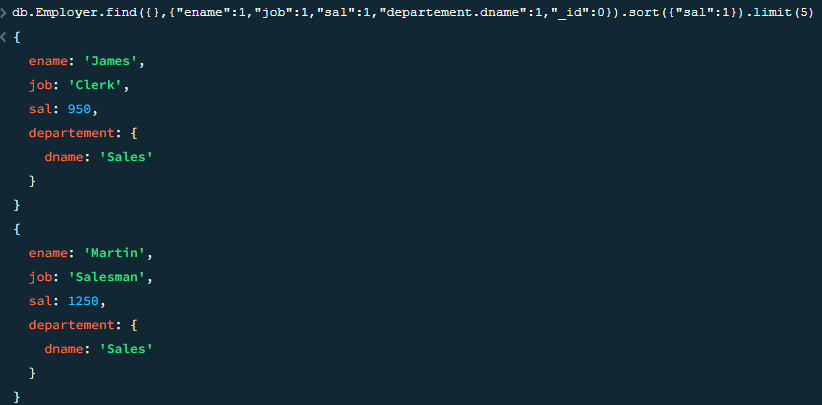 > db.Employer.find({},{"ename":1,"job":1,"sal":1,"departement.dname":1,"_id":0}).sort({"sal":1}).limit(5)
< {
ename: 'James',
job: 'Clerk',
sal: 950,
departement: {
dname: 'Sales'
}
}
{
ename: 'Martin',
job: 'Salesman',
sal: 1250,
departement: {
dname: 'Sales'
}
}